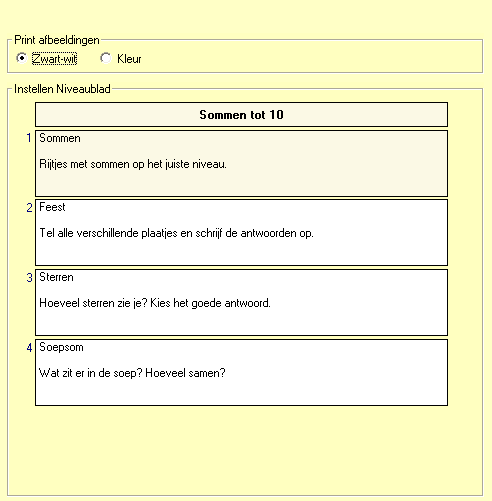 Print afbeeldingen
Zwart-wit Kleur
Instellen Niveaublad
Sommen tot 10
1 Sommen
Rijtjes met sommen op het juiste niveau.
2 Feest
Tel alle verschillende plaatjes en schrijf de antwoorden op.
3 Sterren
Hoeveel sterren zie je? Kies het goede antwoord.
4 Soepsom
Wat zit er in de soep? Hoeveel samen?